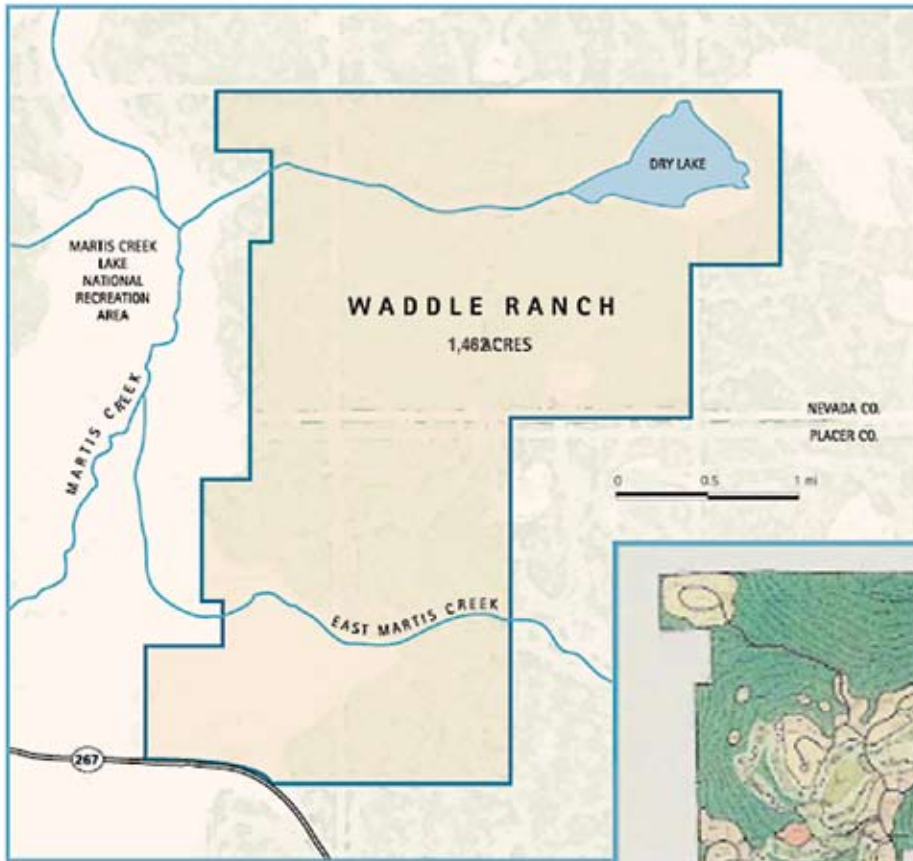 DRY LAKE
MARTIS CREEK
LAKE
NATIONAL
RECREATION
AREA
WADDLE RANCH
ACRES
MARTIS CREEK
NEVADA CO.
PLACER CO.
0 0.5 1 mi
EAST MARTIS CREEK
267